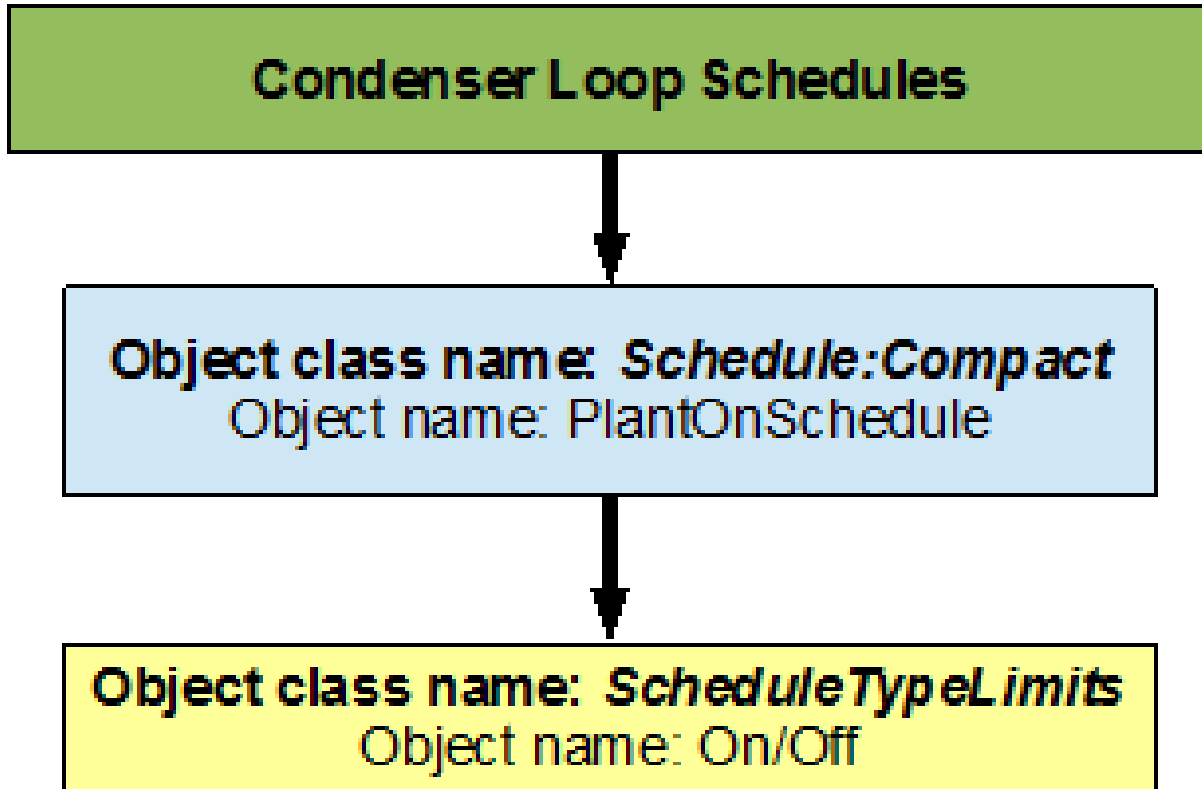 Condenser Loop Schedules
Object class name: Schedule:Compact
Object name: PlantOnSchedule
Object class name: ScheduleTypeLimits
Object name: On/Off